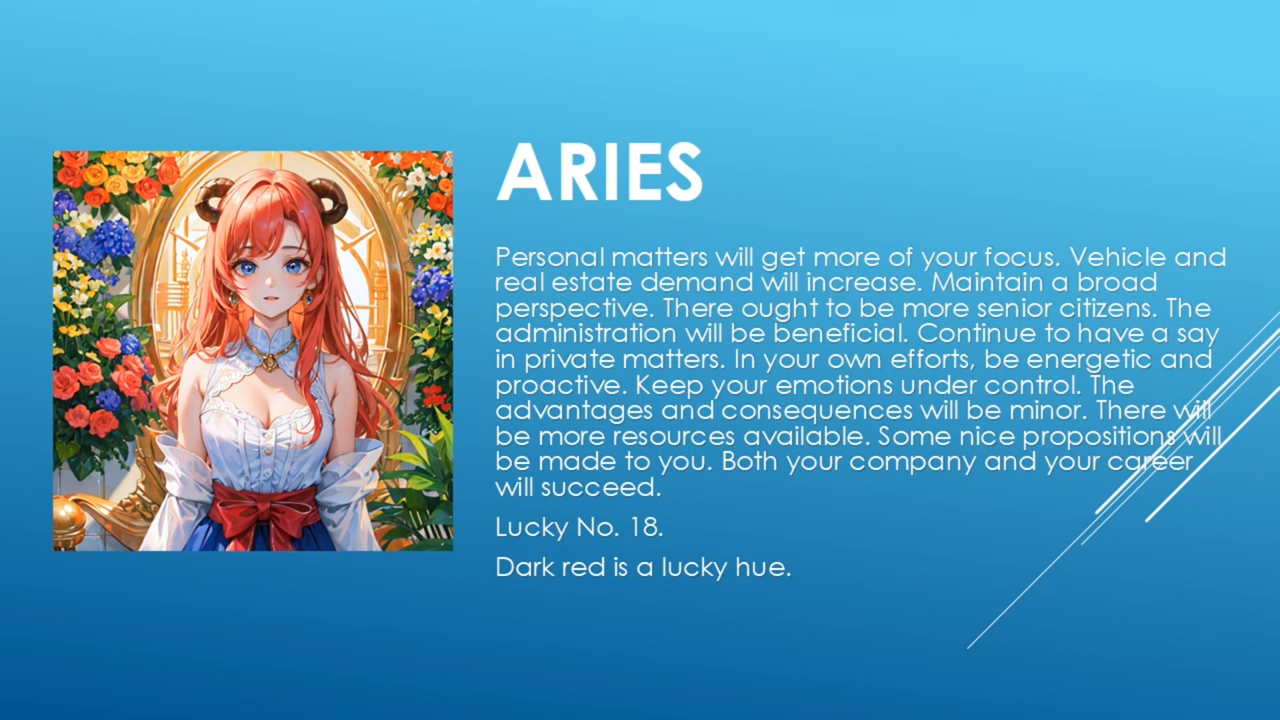 ARIES
Personal matters will get more of your focus. Vehicle and
real estate demand will increase. Maintain a broad
perspective. There ought to be more senior citizens. The
administration will be beneficial. Continue to have a say
in private matters. In your own efforts, be energetic and
proactive. Keep your emotions under control. The
advantages and consequences will be minor. There will
be more resources available. Some nice propositions will
be made to you. Both your company and your career
will succeed.
Lucky No. 18.
Dark red is a lucky hue.